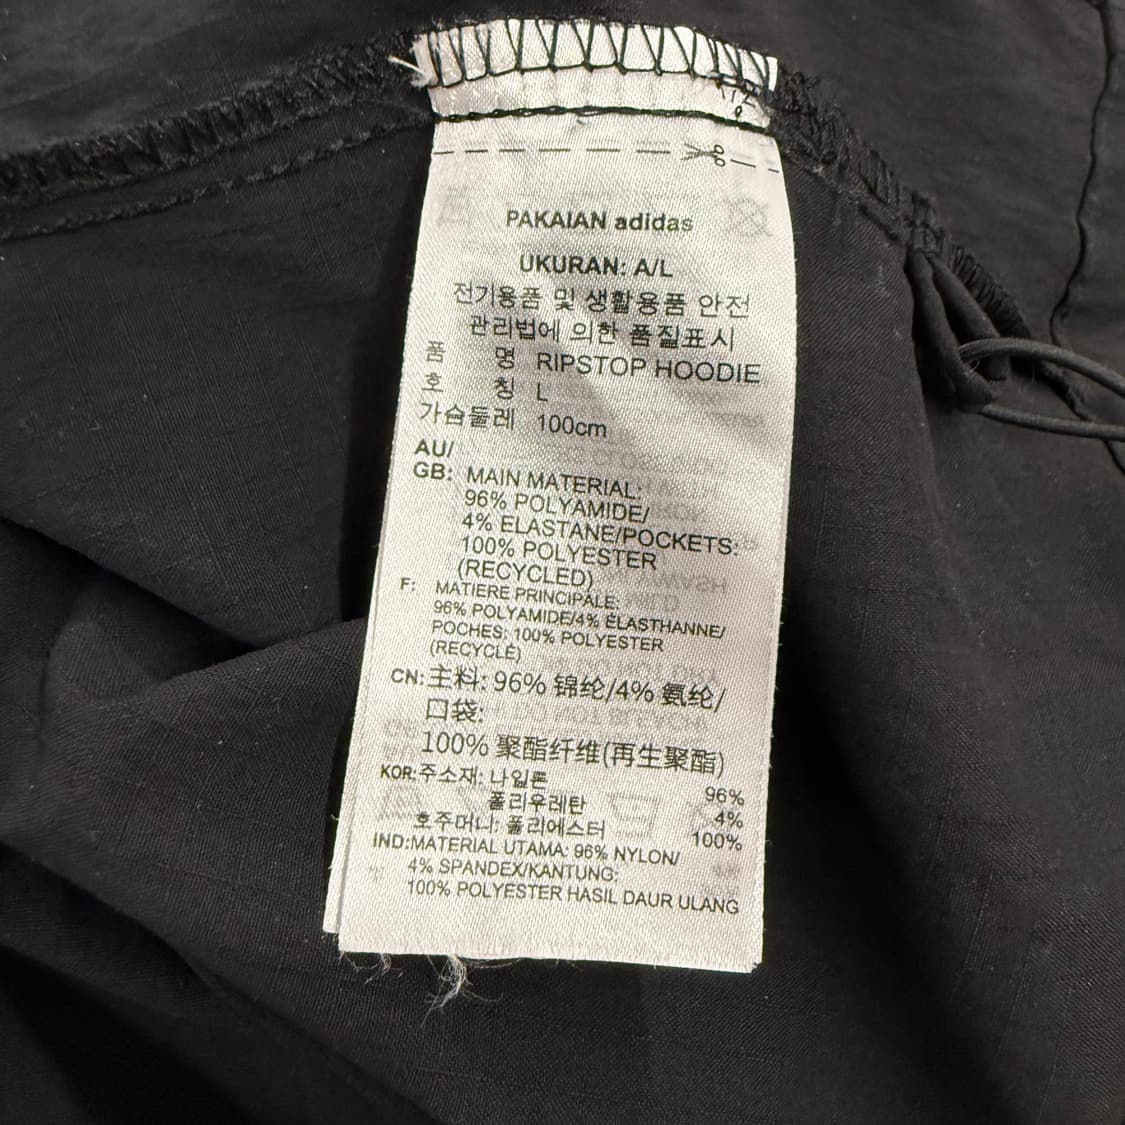 PAKAIAN adidas
UKURAN: A/L
전기용품 및 생활용품 안전
관리법에 의한 품질표시
품 명 RIPSTOP HOODIE
호 칭 L
가슴둘레 100cm
AU/
GB: MAIN MATERIAL:
96% POLYAMIDE/
4% ELASTANE/POCKETS:
100% POLYESTER
(RECYCLED)
F: MATIERE PRINCIPALE:
96% POLYAMIDE/4% ÉLASTHANNE/
POCHES: 100% POLYESTER
(RECYCLÉ)
CN: 主料: 96% 锦纶/4% 氨纶/
口袋:
100% 聚酯纤维(再生聚酯)
KOR: 주소재: 나일론 96%
폴리우레탄 4%
호주머니: 폴리에스터 100%
IND: MATERIAL UTAMA: 96% NYLON/
4% SPANDEX/KANTUNG:
100% POLYESTER HASIL DAUR ULANG